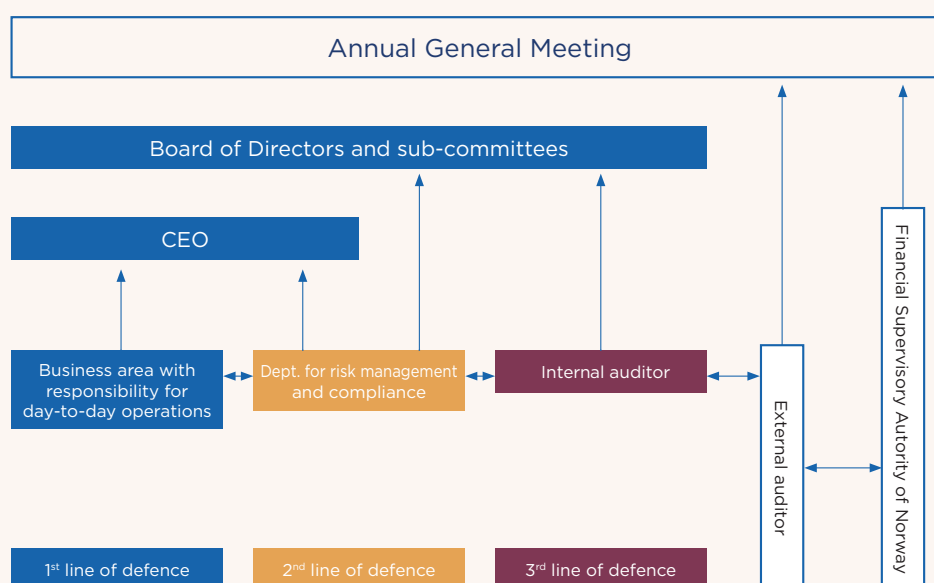 Annual General Meeting
Board of Directors and sub-committees
CEO
Business area with
responsibility for
day-to-day operations
Dept. for risk management
and compliance
Internal auditor
External auditor
Financial Supervisory Autority of Norway
1st line of defence
2nd line of defence
3rd line of defence